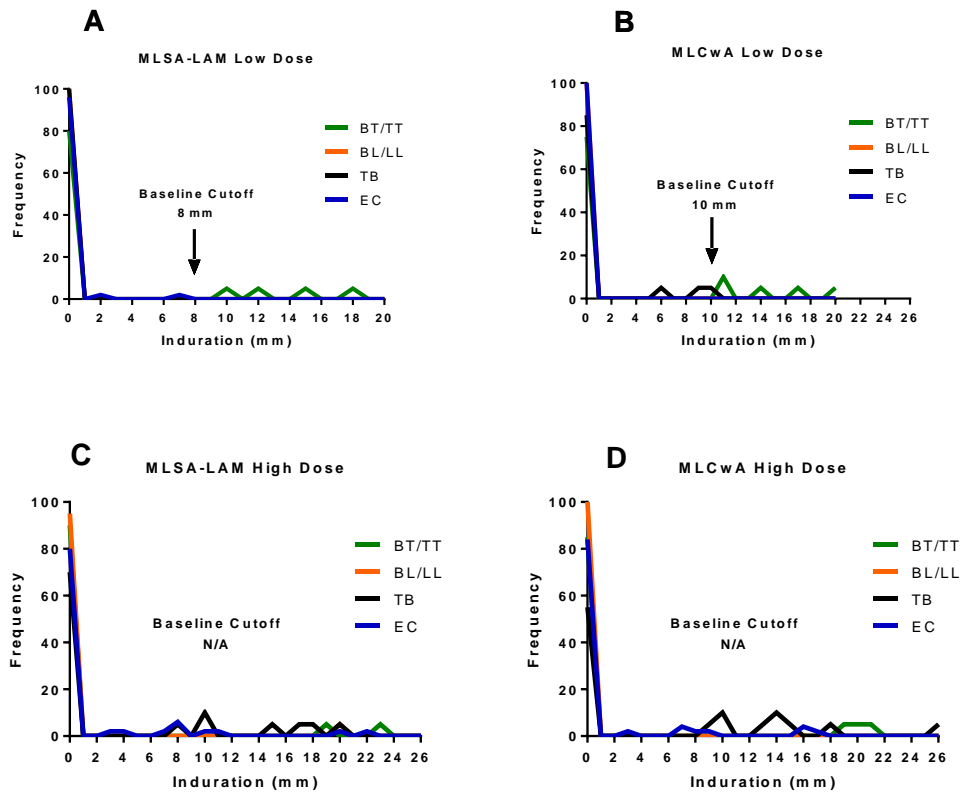 A
MLSA-LAM Low Dose
100
80
60
40
20
0
Frequency
BT/TT
BL/LL
TB
EC
Baseline Cutoff
8 mm
0 2 4 6 8 10 12 14 16 18 20
Induration (mm)
B
MLCwA Low Dose
100
80
60
40
20
0
Frequency
BT/TT
BL/LL
TB
EC
Baseline Cutoff
10 mm
0 2 4 6 8 10 12 14 16 18 20 22 24 26
Induration (mm)
C
MLSA-LAM High Dose
100
80
60
40
20
0
Frequency
BT/TT
BL/LL
TB
EC
Baseline Cutoff
N/A
0 2 4 6 8 10 12 14 16 18 20 22 24 26
Induration (mm)
D
MLCwA High Dose
100
80
60
40
20
0
Frequency
BT/TT
BL/LL
TB
EC
Baseline Cutoff
N/A
0 2 4 6 8 10 12 14 16 18 20 22 24 26
Induration (mm)